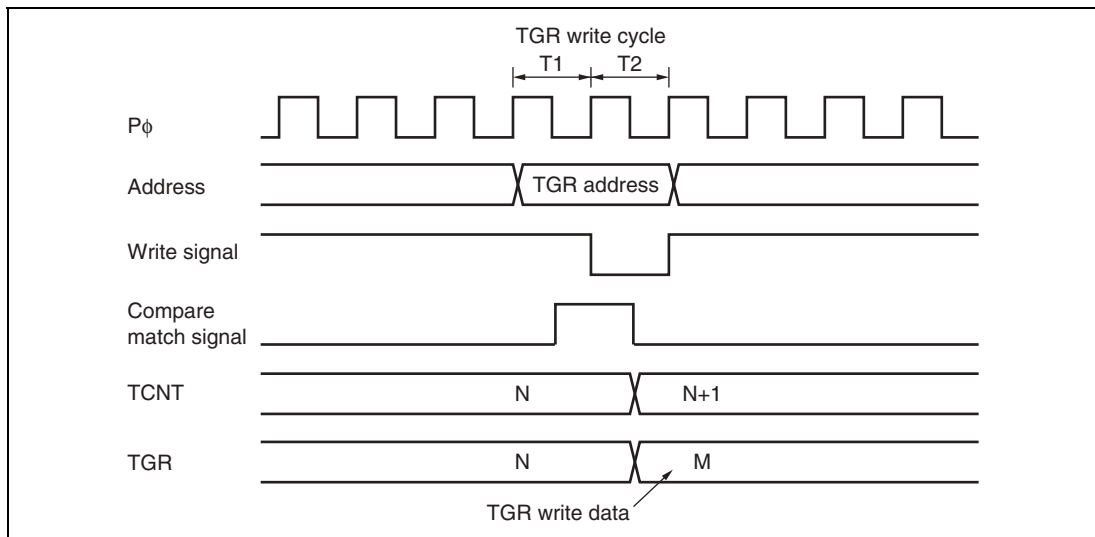 TGR write cycle
T1 T2
Pϕ
Address TGR address
Write signal
Compare
match signal
TCNT N N+1
TGR N M
TGR write data